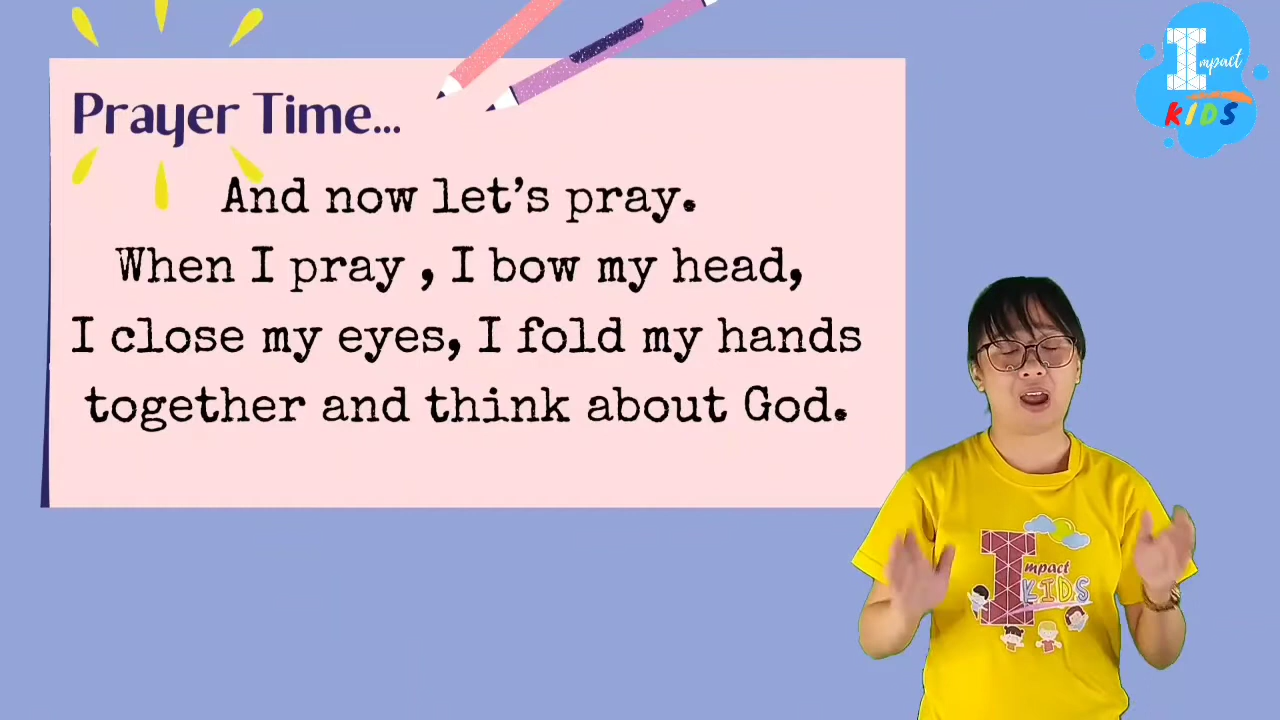 Prayer Time...
And now let’s pray.
When I pray , I bow my head,
I close my eyes, I fold my hands
together and think about God.
Impact
KIDS
Impact
KIDS